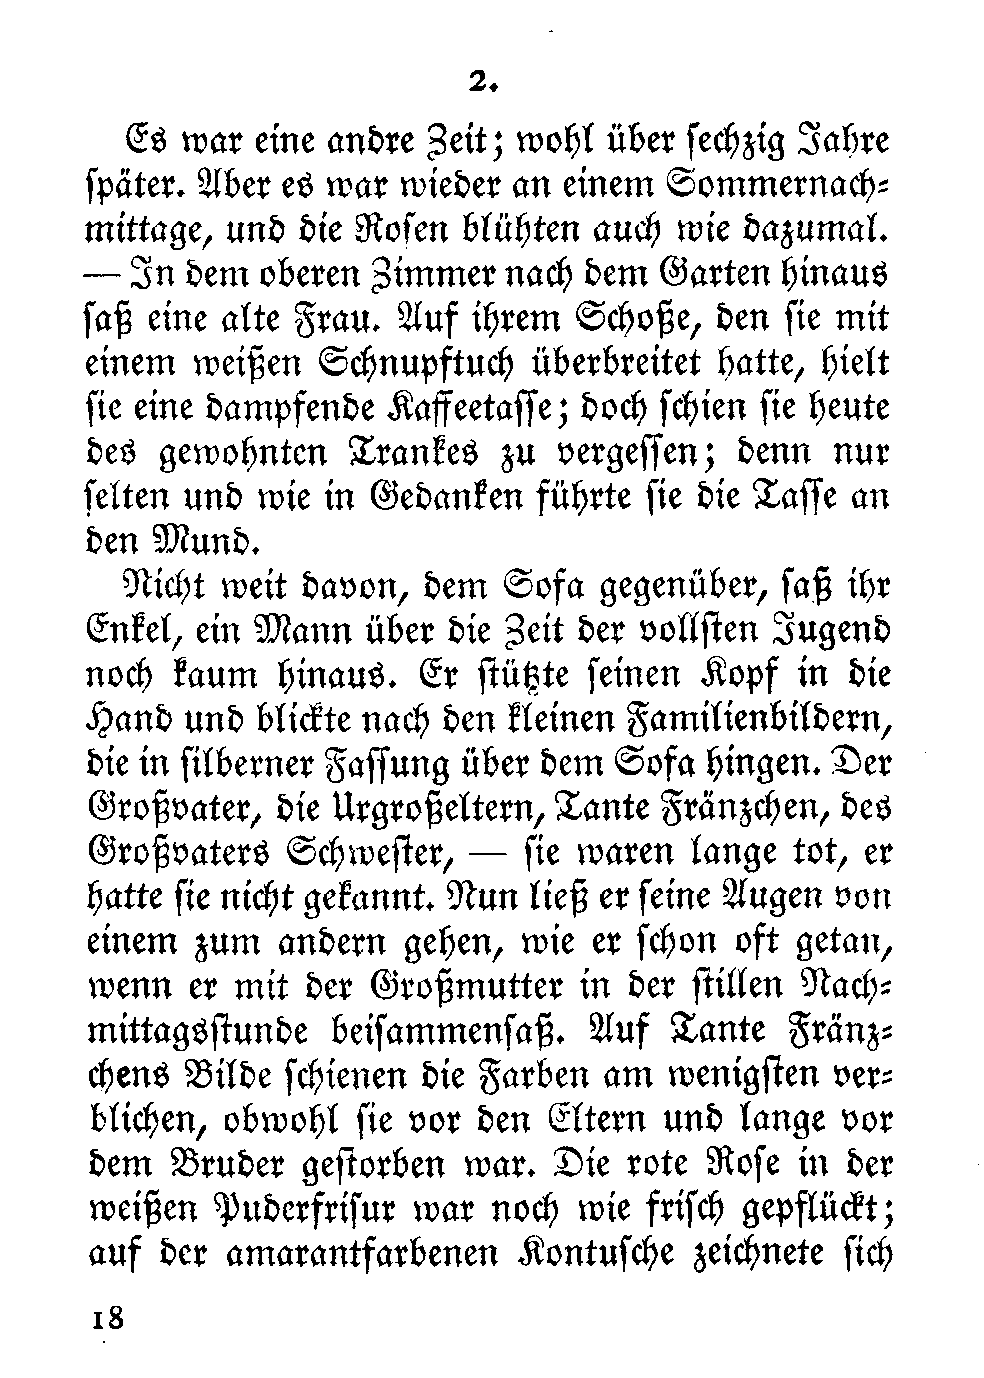 2.
Es war eine andre Zeit; wohl über sechzig Jahre
später. Aber es war wieder an einem Sommernach-
mittage, und die Rosen blühten auch wie dazumal.
— In dem oberen Zimmer nach dem Garten hinaus
saß eine alte Frau. Auf ihrem Schoße, den sie mit
einem weißen Schnupftuch überbreitet hatte, hielt
sie eine dampfende Kaffeetasse; doch schien sie heute
des gewohnten Trankes zu vergessen; denn nur
selten und wie in Gedanken führte sie die Tasse an
den Mund.
Nicht weit davon, dem Sofa gegenüber, saß ihr
Enkel, ein Mann über die Zeit der vollsten Jugend
noch kaum hinaus. Er stützte seinen Kopf in die
Hand und blickte nach den kleinen Familienbildern,
die in silberner Fassung über dem Sofa hingen. Der
Großvater, die Urgroßeltern, Tante Fränzchen, des
Großvaters Schwester, — sie waren lange tot, er
hatte sie nicht gekannt. Nun ließ er seine Augen von
einem zum andern gehen, wie er schon oft getan,
wenn er mit der Großmutter in der stillen Nach-
mittagsstunde beisammensaß. Auf Tante Fränz-
chens Bilde schienen die Farben am wenigsten ver-
blichen, obwohl sie vor den Eltern und lange vor
dem Bruder gestorben war. Die rote Rose in der
weißen Puderfrisur war noch wie frisch gepflückt;
auf der amarantfarbenen Kontusche zeichnete sich
18